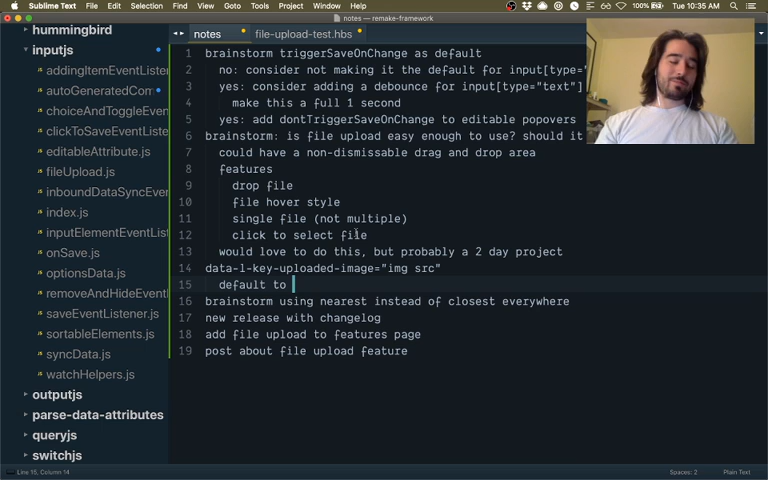 Sublime Text File Edit Selection Find View Goto Tools Project Window Help 100% Tue 10:35 AM
notes — remake-framework
hummingbird
inputjs
addingItemEventListe
autoGeneratedCom
choiceAndToggleEven
clickToSaveEventListe
editableAttribute.js
fileUpload.js
inboundDataSyncEver
index.js
inputElementEventList
onSave.js
optionsData.js
removeAndHideEventl
saveEventListener.js
sortableElements.js
syncData.js
watchHelpers.js
outputjs
parse-data-attributes
queryjs
switchjs
notes file-upload-test.hbs
1 brainstorm triggerSaveOnChange as default
2 no: consider not making it the default for input[type="
3 yes: consider adding a debounce for input[type="text"]
4 make this a full 1 second
5 yes: add dontTriggerSaveOnChange to editable popovers
6 brainstorm: is file upload easy enough to use? should it
7 could have a non-dismissable drag and drop area
8 features
9 drop file
10 file hover style
11 single file (not multiple)
12 click to select file
13 would love to do this, but probably a 2 day project
14 data-l-key-uploaded-image="img src"
15 default to
16 brainstorm using nearest instead of closest everywhere
17 new release with changelog
18 add file upload to features page
19 post about file upload feature
Line 15, Column 14 Spaces: 2 Plain Text